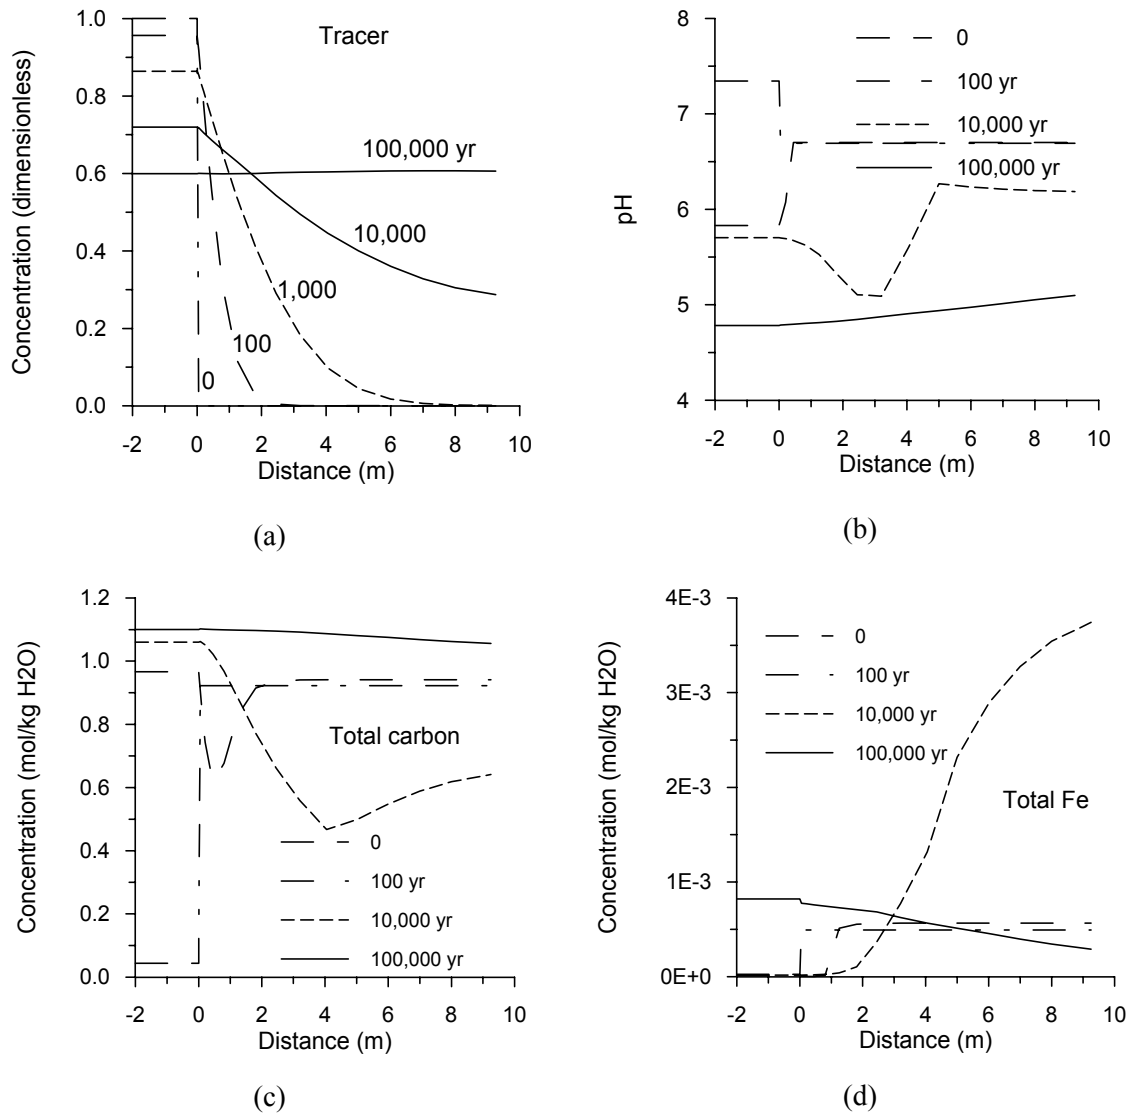 Tracer
1.0
0.8
0.6
0.4
0.2
0.0
Concentration (dimensionless)
100,000 yr
10,000
1,000
100
0
-2 0 2 4 6 8 10
Distance (m)
(a)
8
7
6
5
4
pH
0
100 yr
10,000 yr
100,000 yr
-2 0 2 4 6 8 10
Distance (m)
(b)
1.2
1.0
0.8
0.6
0.4
0.2
0.0
Concentration (mol/kg H2O)
Total carbon
0
100 yr
10,000 yr
100,000 yr
-2 0 2 4 6 8 10
Distance (m)
(c)
4E-3
3E-3
2E-3
1E-3
0E+0
Concentration (mol/kg H2O)
0
100 yr
10,000 yr
100,000 yr
Total Fe
-2 0 2 4 6 8 10
Distance (m)
(d)